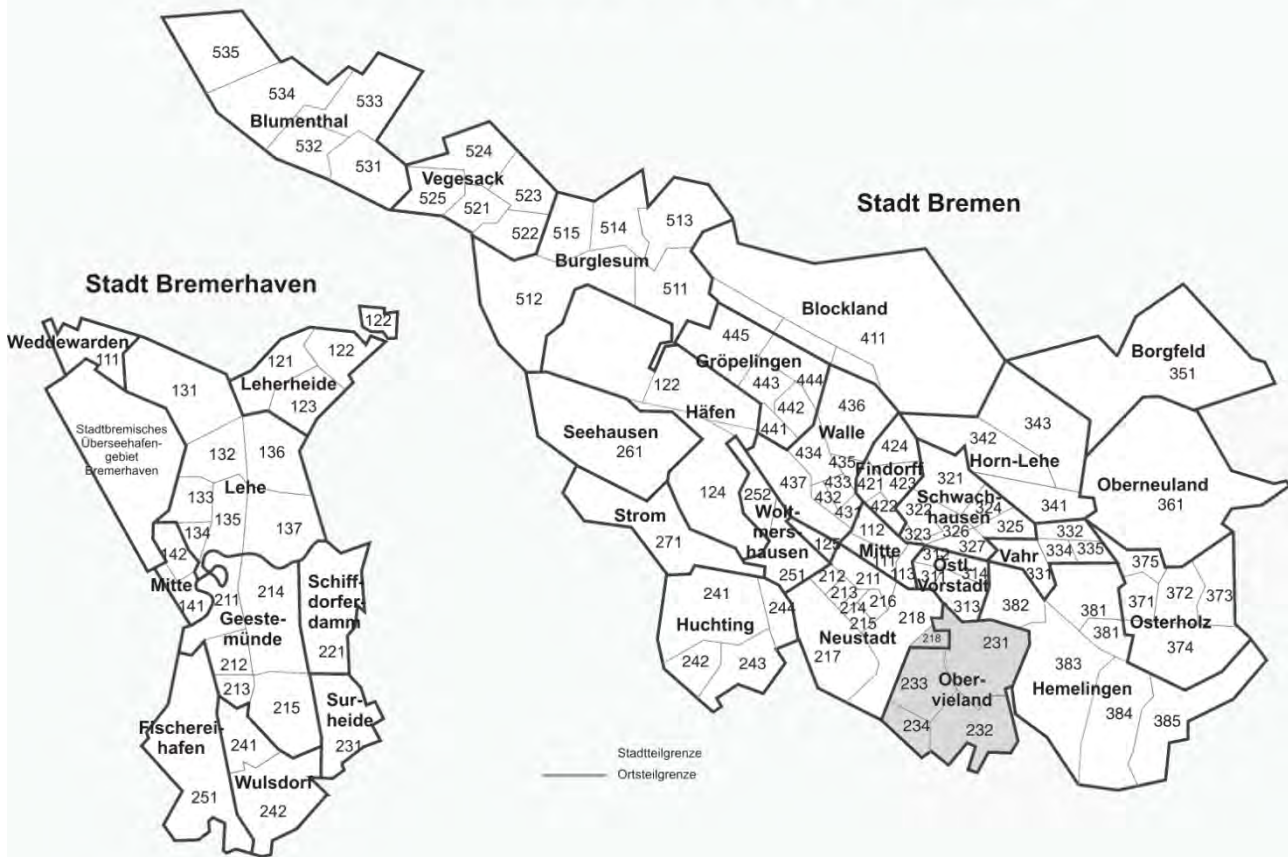 Stadt Bremen
Stadt Bremerhaven
535
534
533
Blumenthal
532
531
524
Vegesack
525
521
523
522
515
514
513
Burglesum
512
511
Blockland
411
Borgfeld
351
445
Gröpelingen
443
444
442
441
122
Häfen
Seehausen
261
124
252
Strom
271
Wolt-
mers-
hausen
125
251
436
Walle
434
435
437
433
432
431
424
Findorff
421
423
422
342
343
Horn-Lehe
341
321
Schwach-
hausen
322
324
325
323
326
327
Oberneuland
361
332
334
335
Vahr
331
112
Mitte
111
113
312
Östl.
Vorstadt
311
314
313
375
371
372
373
Osterholz
374
382
381
381
383
Hemelingen
384
385
241
244
Huchting
242
243
212
211
213
214
216
215
218
Neustadt
217
218
231
233
Ober-
vieland
234
232
Weddewarden
111
122
121
122
Leherheide
123
131
Stadtbremisches
Überseehafen-
gebiet
Bremerhaven
132
136
Lehe
133
135
134
137
142
Mitte
141
211
214
Geeste-
münde
212
213
215
Schiff-
dorfer-
damm
221
Sur-
heide
231
Fischerei-
hafen
251
241
Wulsdorf
242
Stadtteilgrenze
Ortsteilgrenze